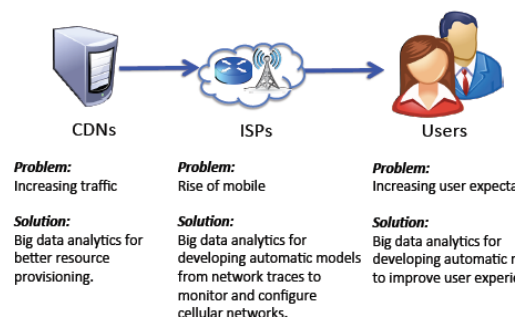 CDNs
ISPs
Users
Problem:
Increasing traffic
Solution:
Big data analytics for
better resource
provisioning.
Problem:
Rise of mobile
Solution:
Big data analytics for
developing automatic models
from network traces to
monitor and configure
cellular networks.
Problem:
Increasing user
Solution:
Big data analytics for
developing automatic
to improve user